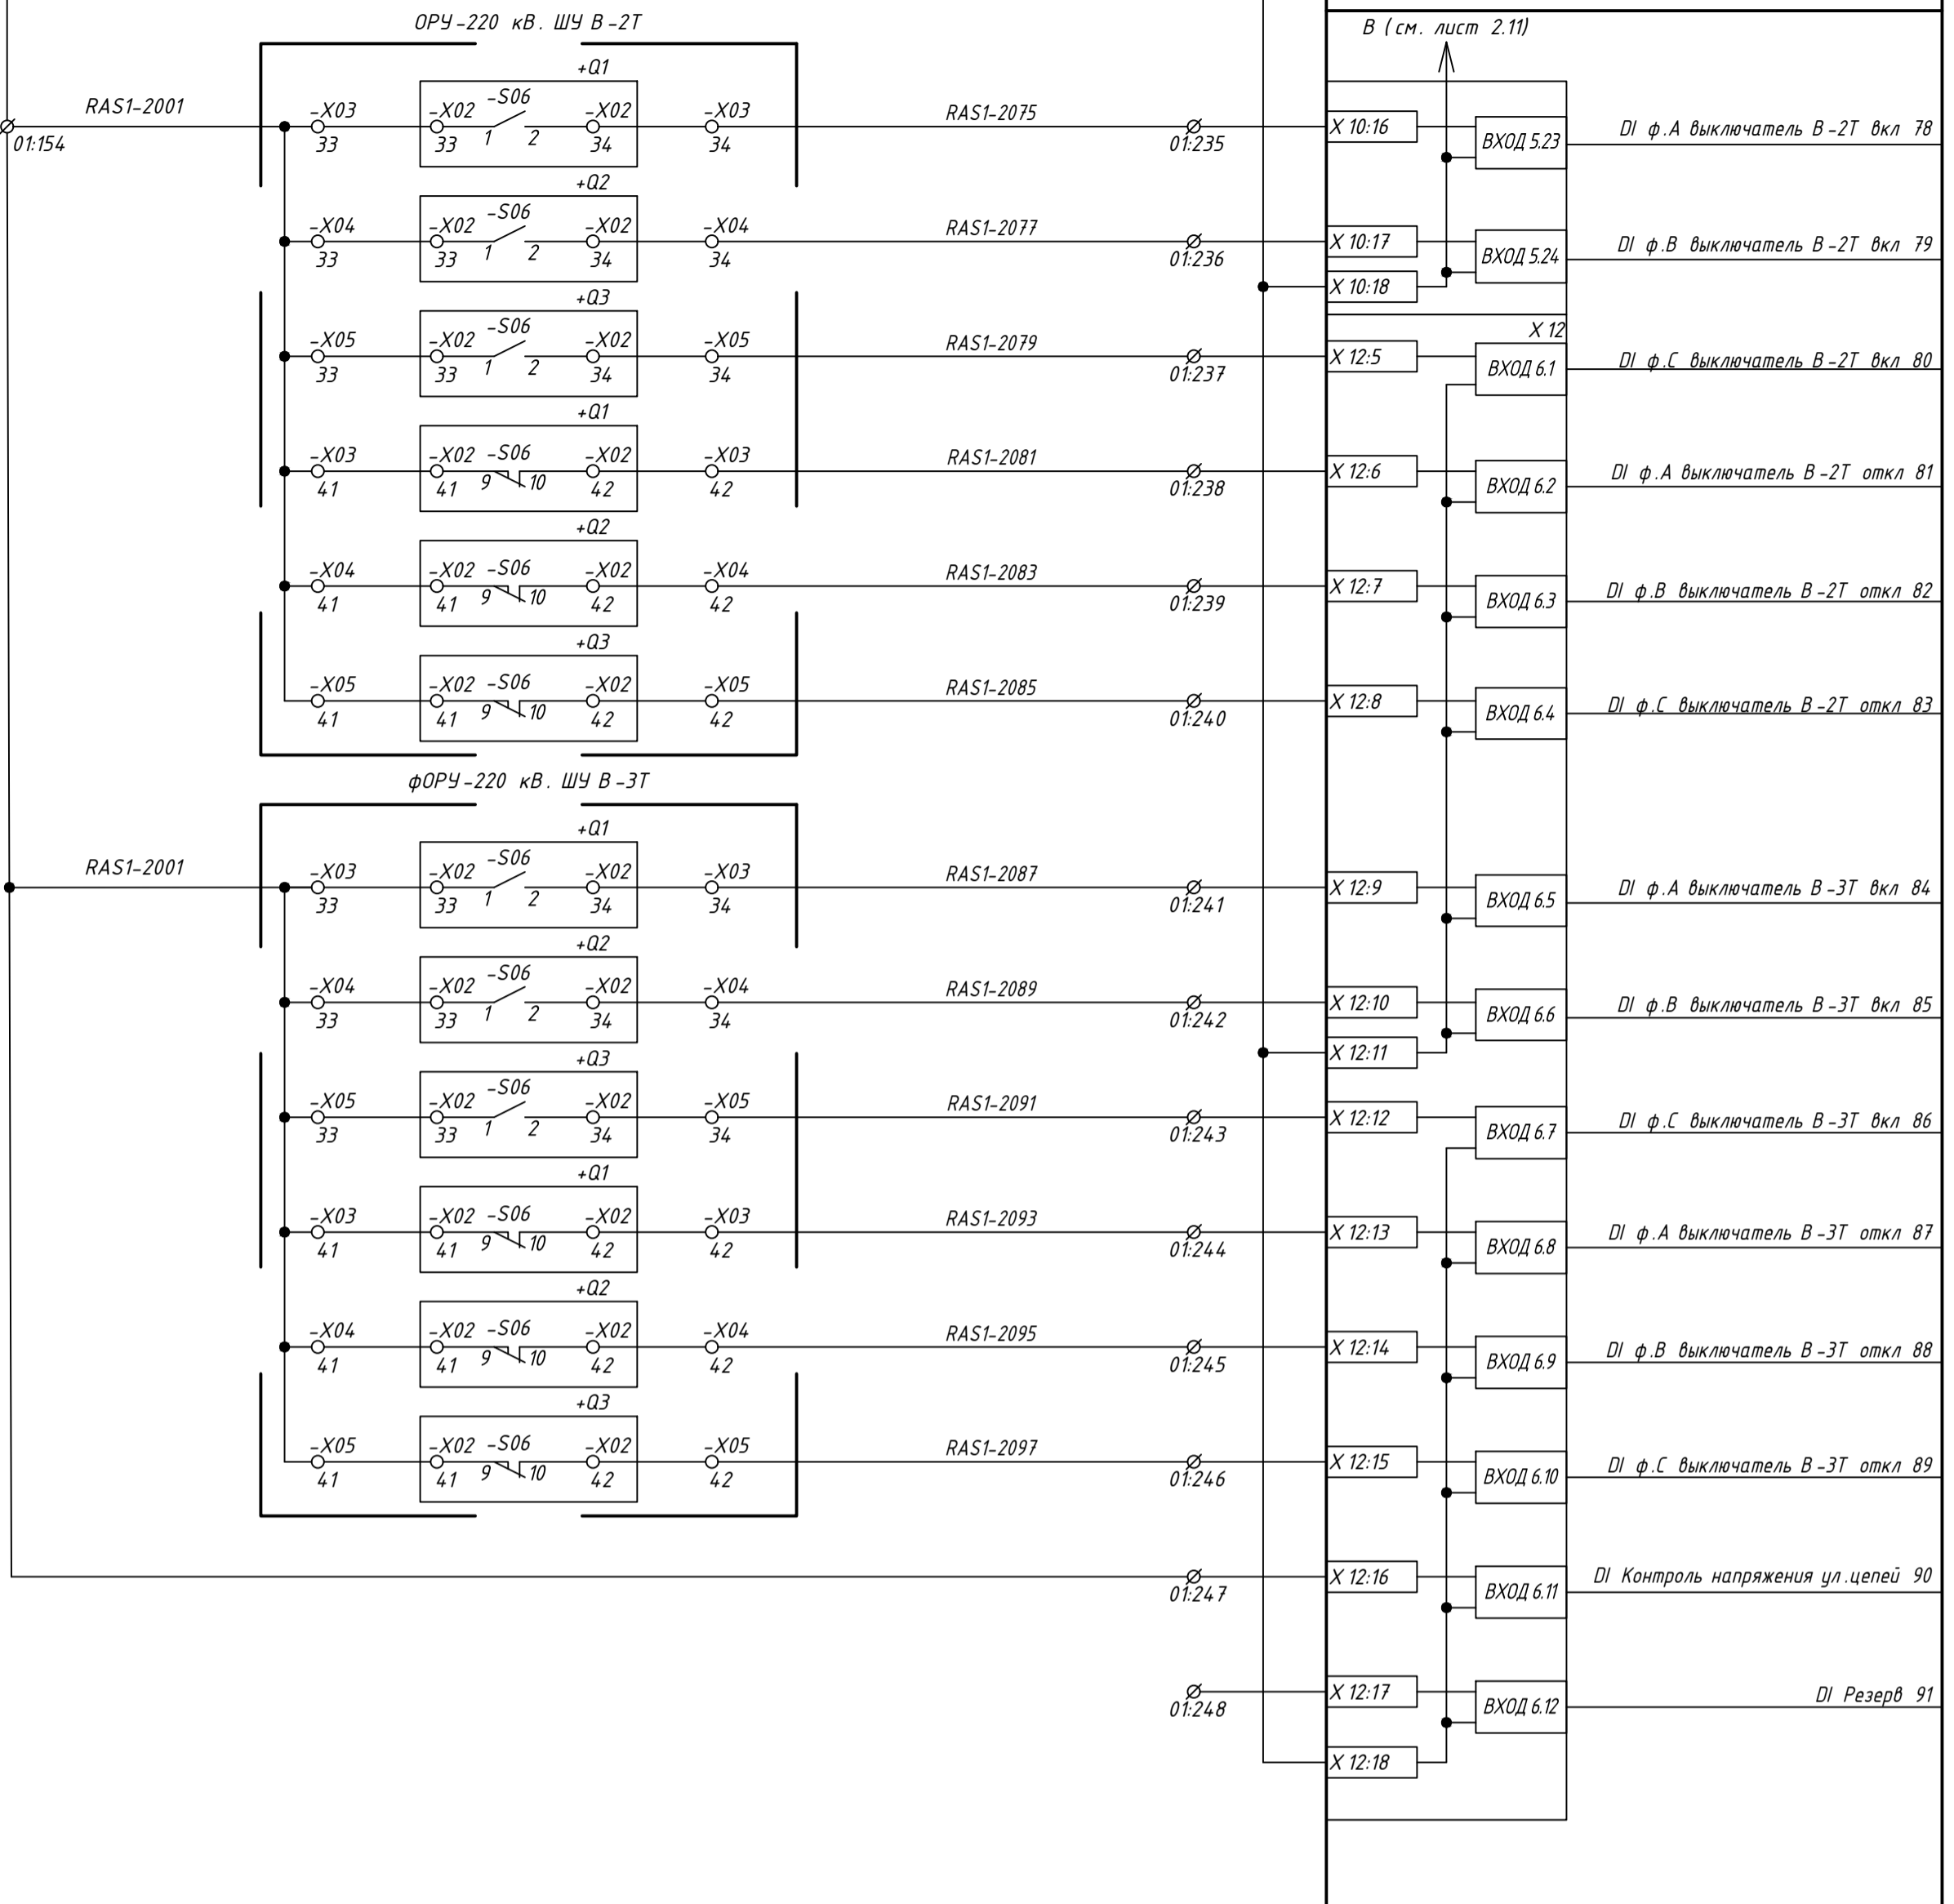 ОРУ-220 кВ. ШУ В-2Т
В (см. лист 2.11)
RAS1-2001
01:154
+Q1
-X03 -X02 -S06 -X02 -X03
33 33 1 2 34 34
RAS1-2075
01:235
X 10:16
ВХОД 5.23
DI ф.А выключатель В-2Т вкл 78
+Q2
-X04 -X02 -S06 -X02 -X04
33 33 1 2 34 34
RAS1-2077
01:236
X 10:17
ВХОД 5.24
DI ф.В выключатель В-2Т вкл 79
X 10:18
X 12
+Q3
-X05 -X02 -S06 -X02 -X05
33 33 1 2 34 34
RAS1-2079
01:237
X 12:5
ВХОД 6.1
DI ф.С выключатель В-2Т вкл 80
+Q1
-X03 -X02 -S06 -X02 -X03
41 41 9 10 42 42
RAS1-2081
01:238
X 12:6
ВХОД 6.2
DI ф.А выключатель В-2Т откл 81
+Q2
-X04 -X02 -S06 -X02 -X04
41 41 9 10 42 42
RAS1-2083
01:239
X 12:7
ВХОД 6.3
DI ф.В выключатель В-2Т откл 82
+Q3
-X05 -X02 -S06 -X02 -X05
41 41 9 10 42 42
RAS1-2085
01:240
X 12:8
ВХОД 6.4
DI ф.С выключатель В-2Т откл 83
фОРУ-220 кВ. ШУ В-3Т
RAS1-2001
+Q1
-X03 -X02 -S06 -X02 -X03
33 33 1 2 34 34
RAS1-2087
01:241
X 12:9
ВХОД 6.5
DI ф.А выключатель В-3Т вкл 84
+Q2
-X04 -X02 -S06 -X02 -X04
33 33 1 2 34 34
RAS1-2089
01:242
X 12:10
ВХОД 6.6
DI ф.В выключатель В-3Т вкл 85
X 12:11
+Q3
-X05 -X02 -S06 -X02 -X05
33 33 1 2 34 34
RAS1-2091
01:243
X 12:12
ВХОД 6.7
DI ф.С выключатель В-3Т вкл 86
+Q1
-X03 -X02 -S06 -X02 -X03
41 41 9 10 42 42
RAS1-2093
01:244
X 12:13
ВХОД 6.8
DI ф.А выключатель В-3Т откл 87
+Q2
-X04 -X02 -S06 -X02 -X04
41 41 9 10 42 42
RAS1-2095
01:245
X 12:14
ВХОД 6.9
DI ф.В выключатель В-3Т откл 88
+Q3
-X05 -X02 -S06 -X02 -X05
41 41 9 10 42 42
RAS1-2097
01:246
X 12:15
ВХОД 6.10
DI ф.С выключатель В-3Т откл 89
01:247
X 12:16
ВХОД 6.11
DI Контроль напряжения ул.цепей 90
01:248
X 12:17
ВХОД 6.12
DI Резерв 91
X 12:18